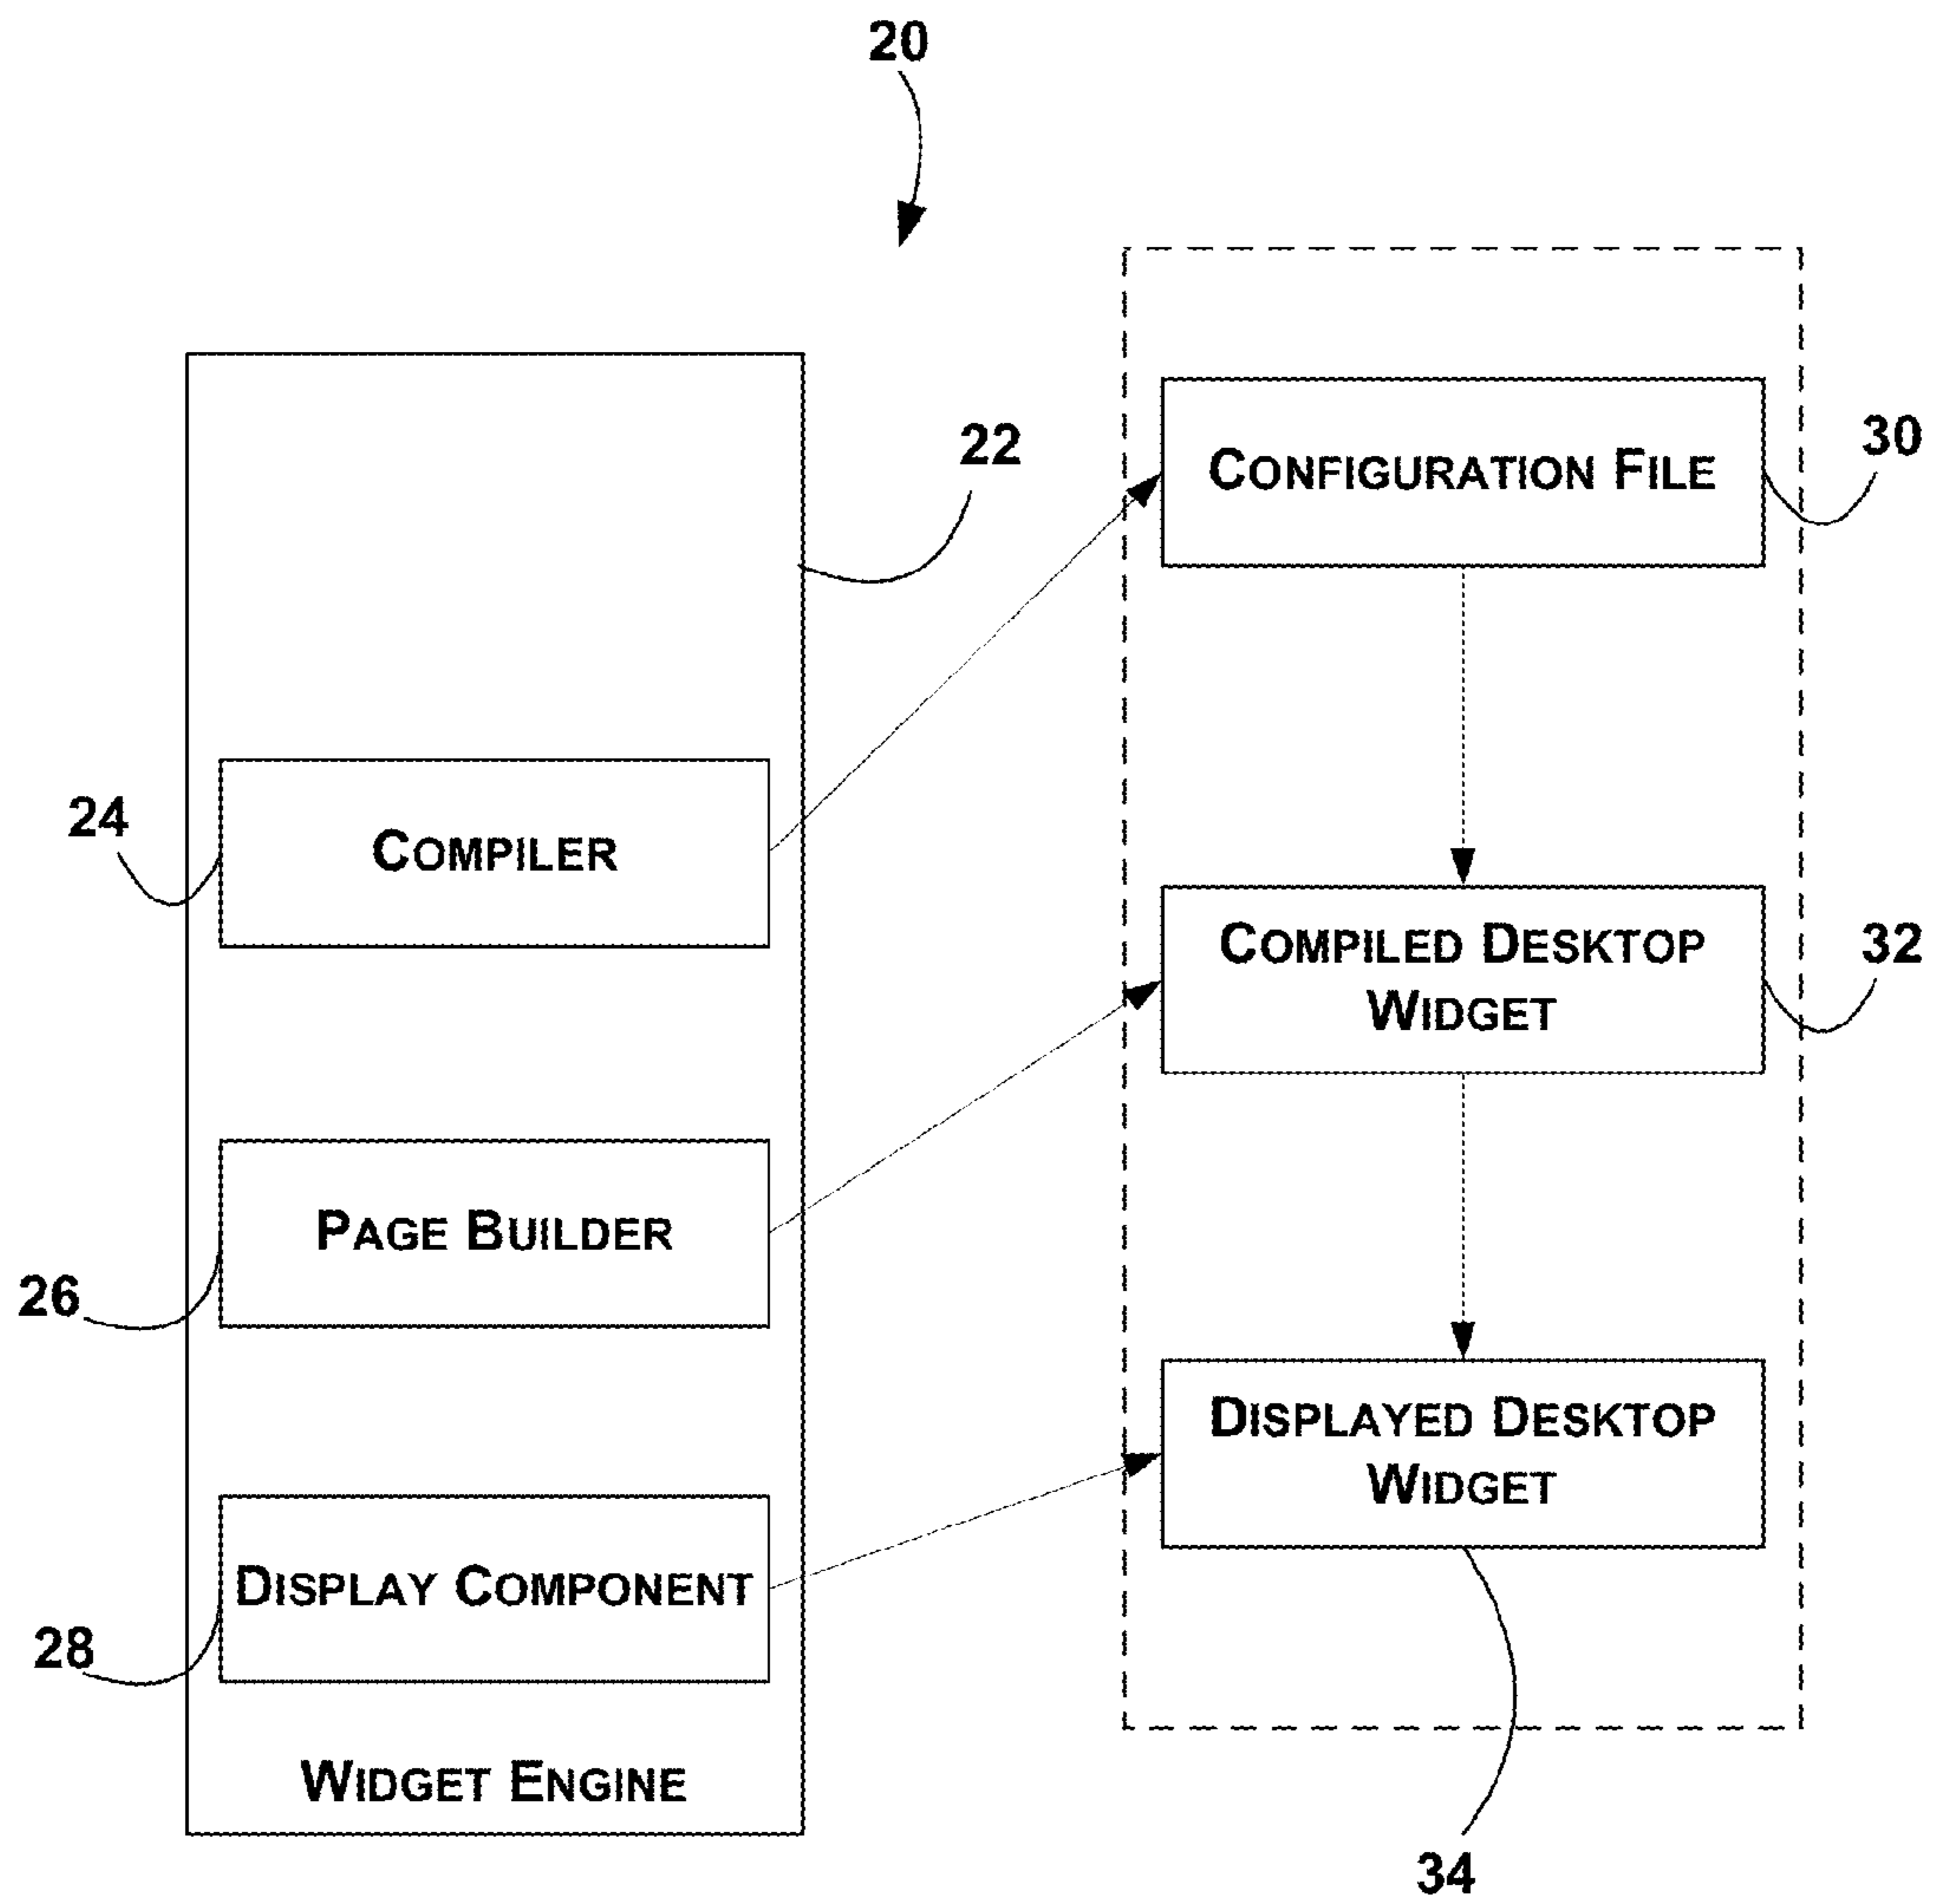 20
22
CONFIGURATION FILE
30
24
COMPILER
COMPILED DESKTOP
WIDGET
32
PAGE BUILDER
26
DISPLAYED DESKTOP
WIDGET
DISPLAY COMPONENT
28
WIDGET ENGINE
34